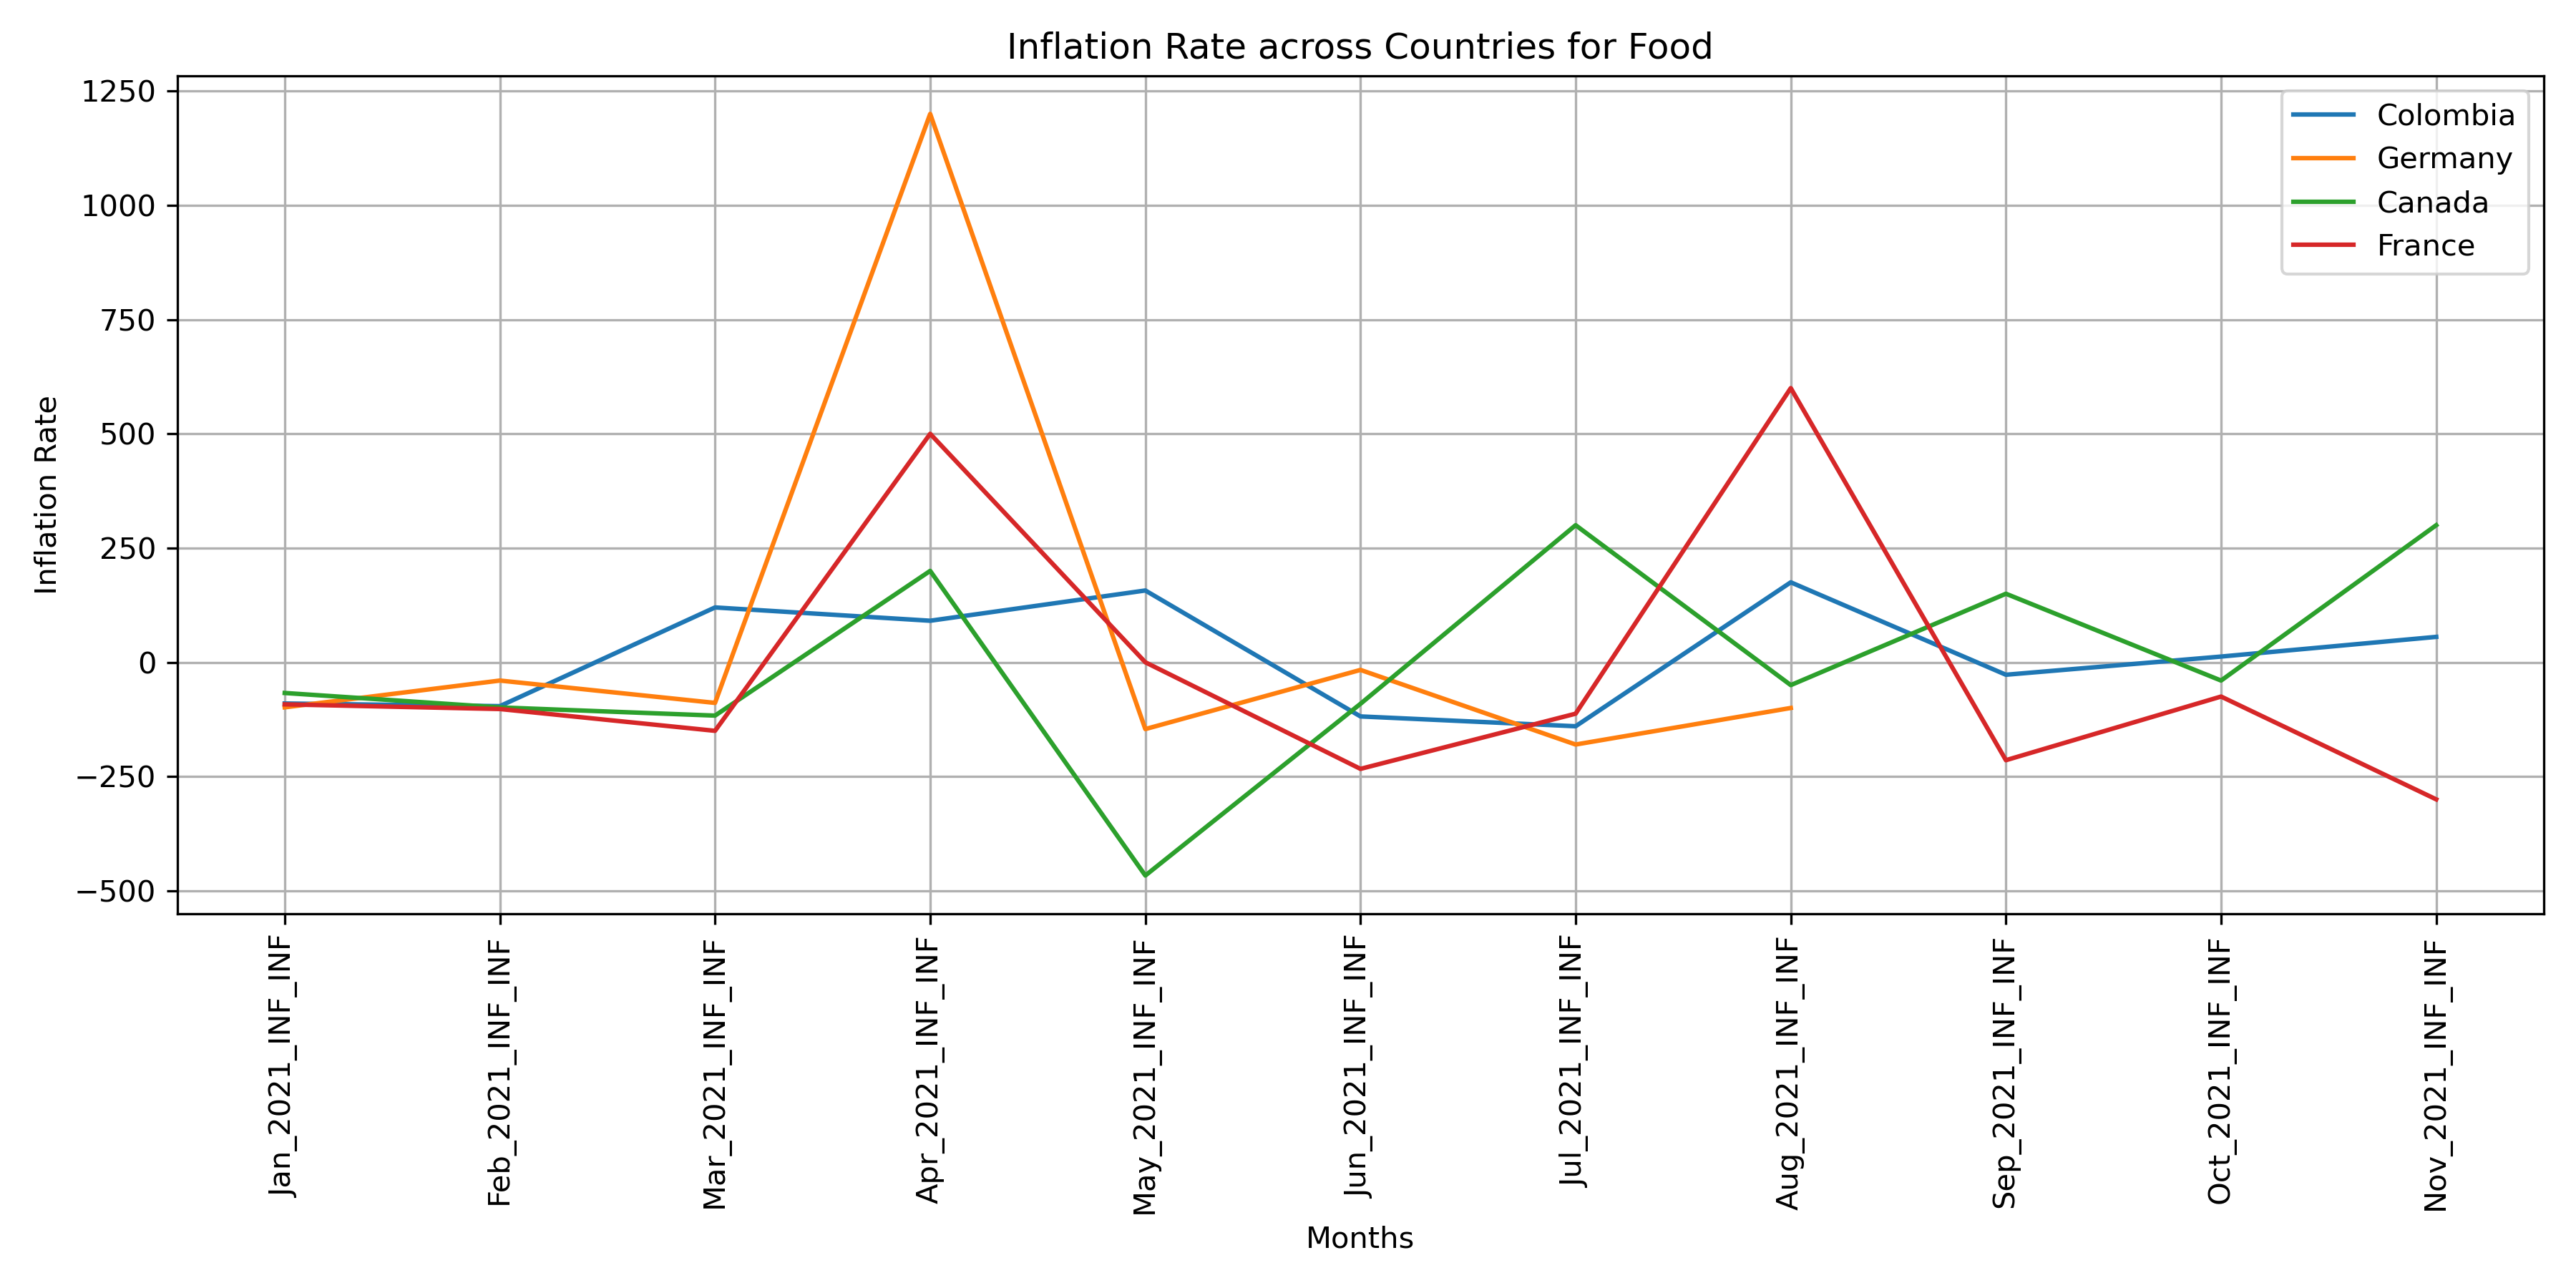 Inflation Rate across Countries for Food
Inflation Rate
1250
1000
750
500
250
0
−250
−500
Colombia
Germany
Canada
France
Jan_2021_INF_INF
Feb_2021_INF_INF
Mar_2021_INF_INF
Apr_2021_INF_INF
May_2021_INF_INF
Jun_2021_INF_INF
Jul_2021_INF_INF
Aug_2021_INF_INF
Sep_2021_INF_INF
Oct_2021_INF_INF
Nov_2021_INF_INF
Months